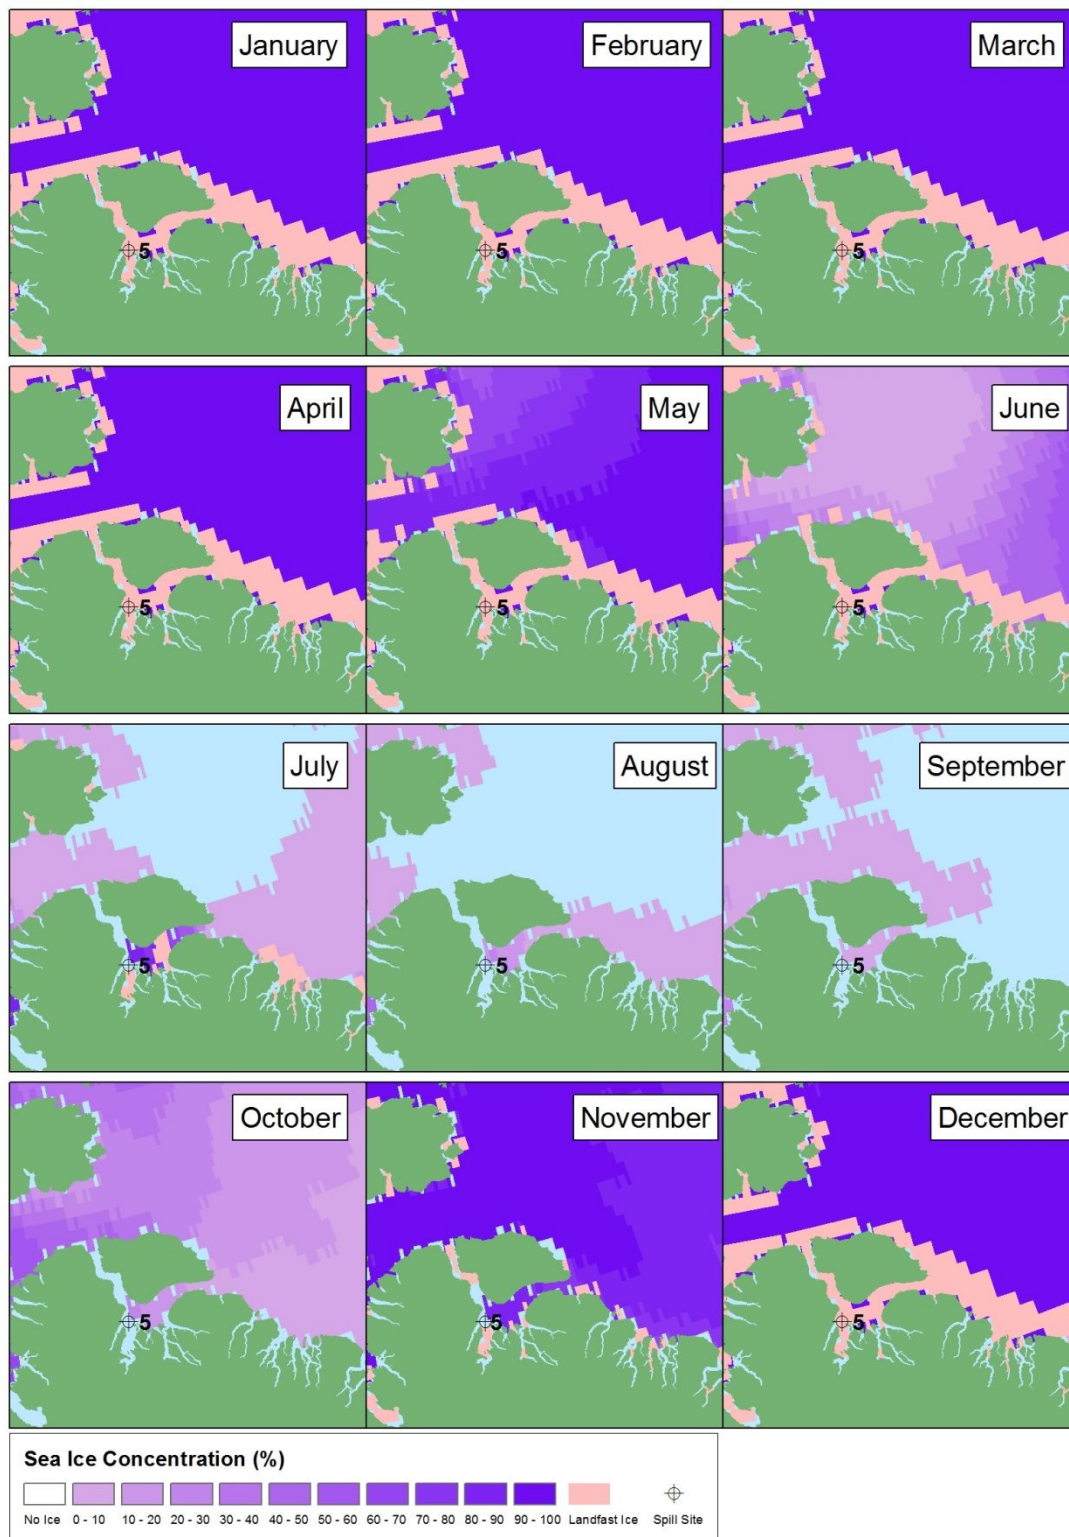 January
February
March
5
5
5
April
May
June
5
5
5
July
August
September
5
5
5
October
November
December
5
5
5
Sea Ice Concentration (%)
No Ice 0 - 10 10 - 20 20 - 30 30 - 40 40 - 50 50 - 60 60 - 70 70 - 80 80 - 90 90 - 100 Landfast Ice Spill Site